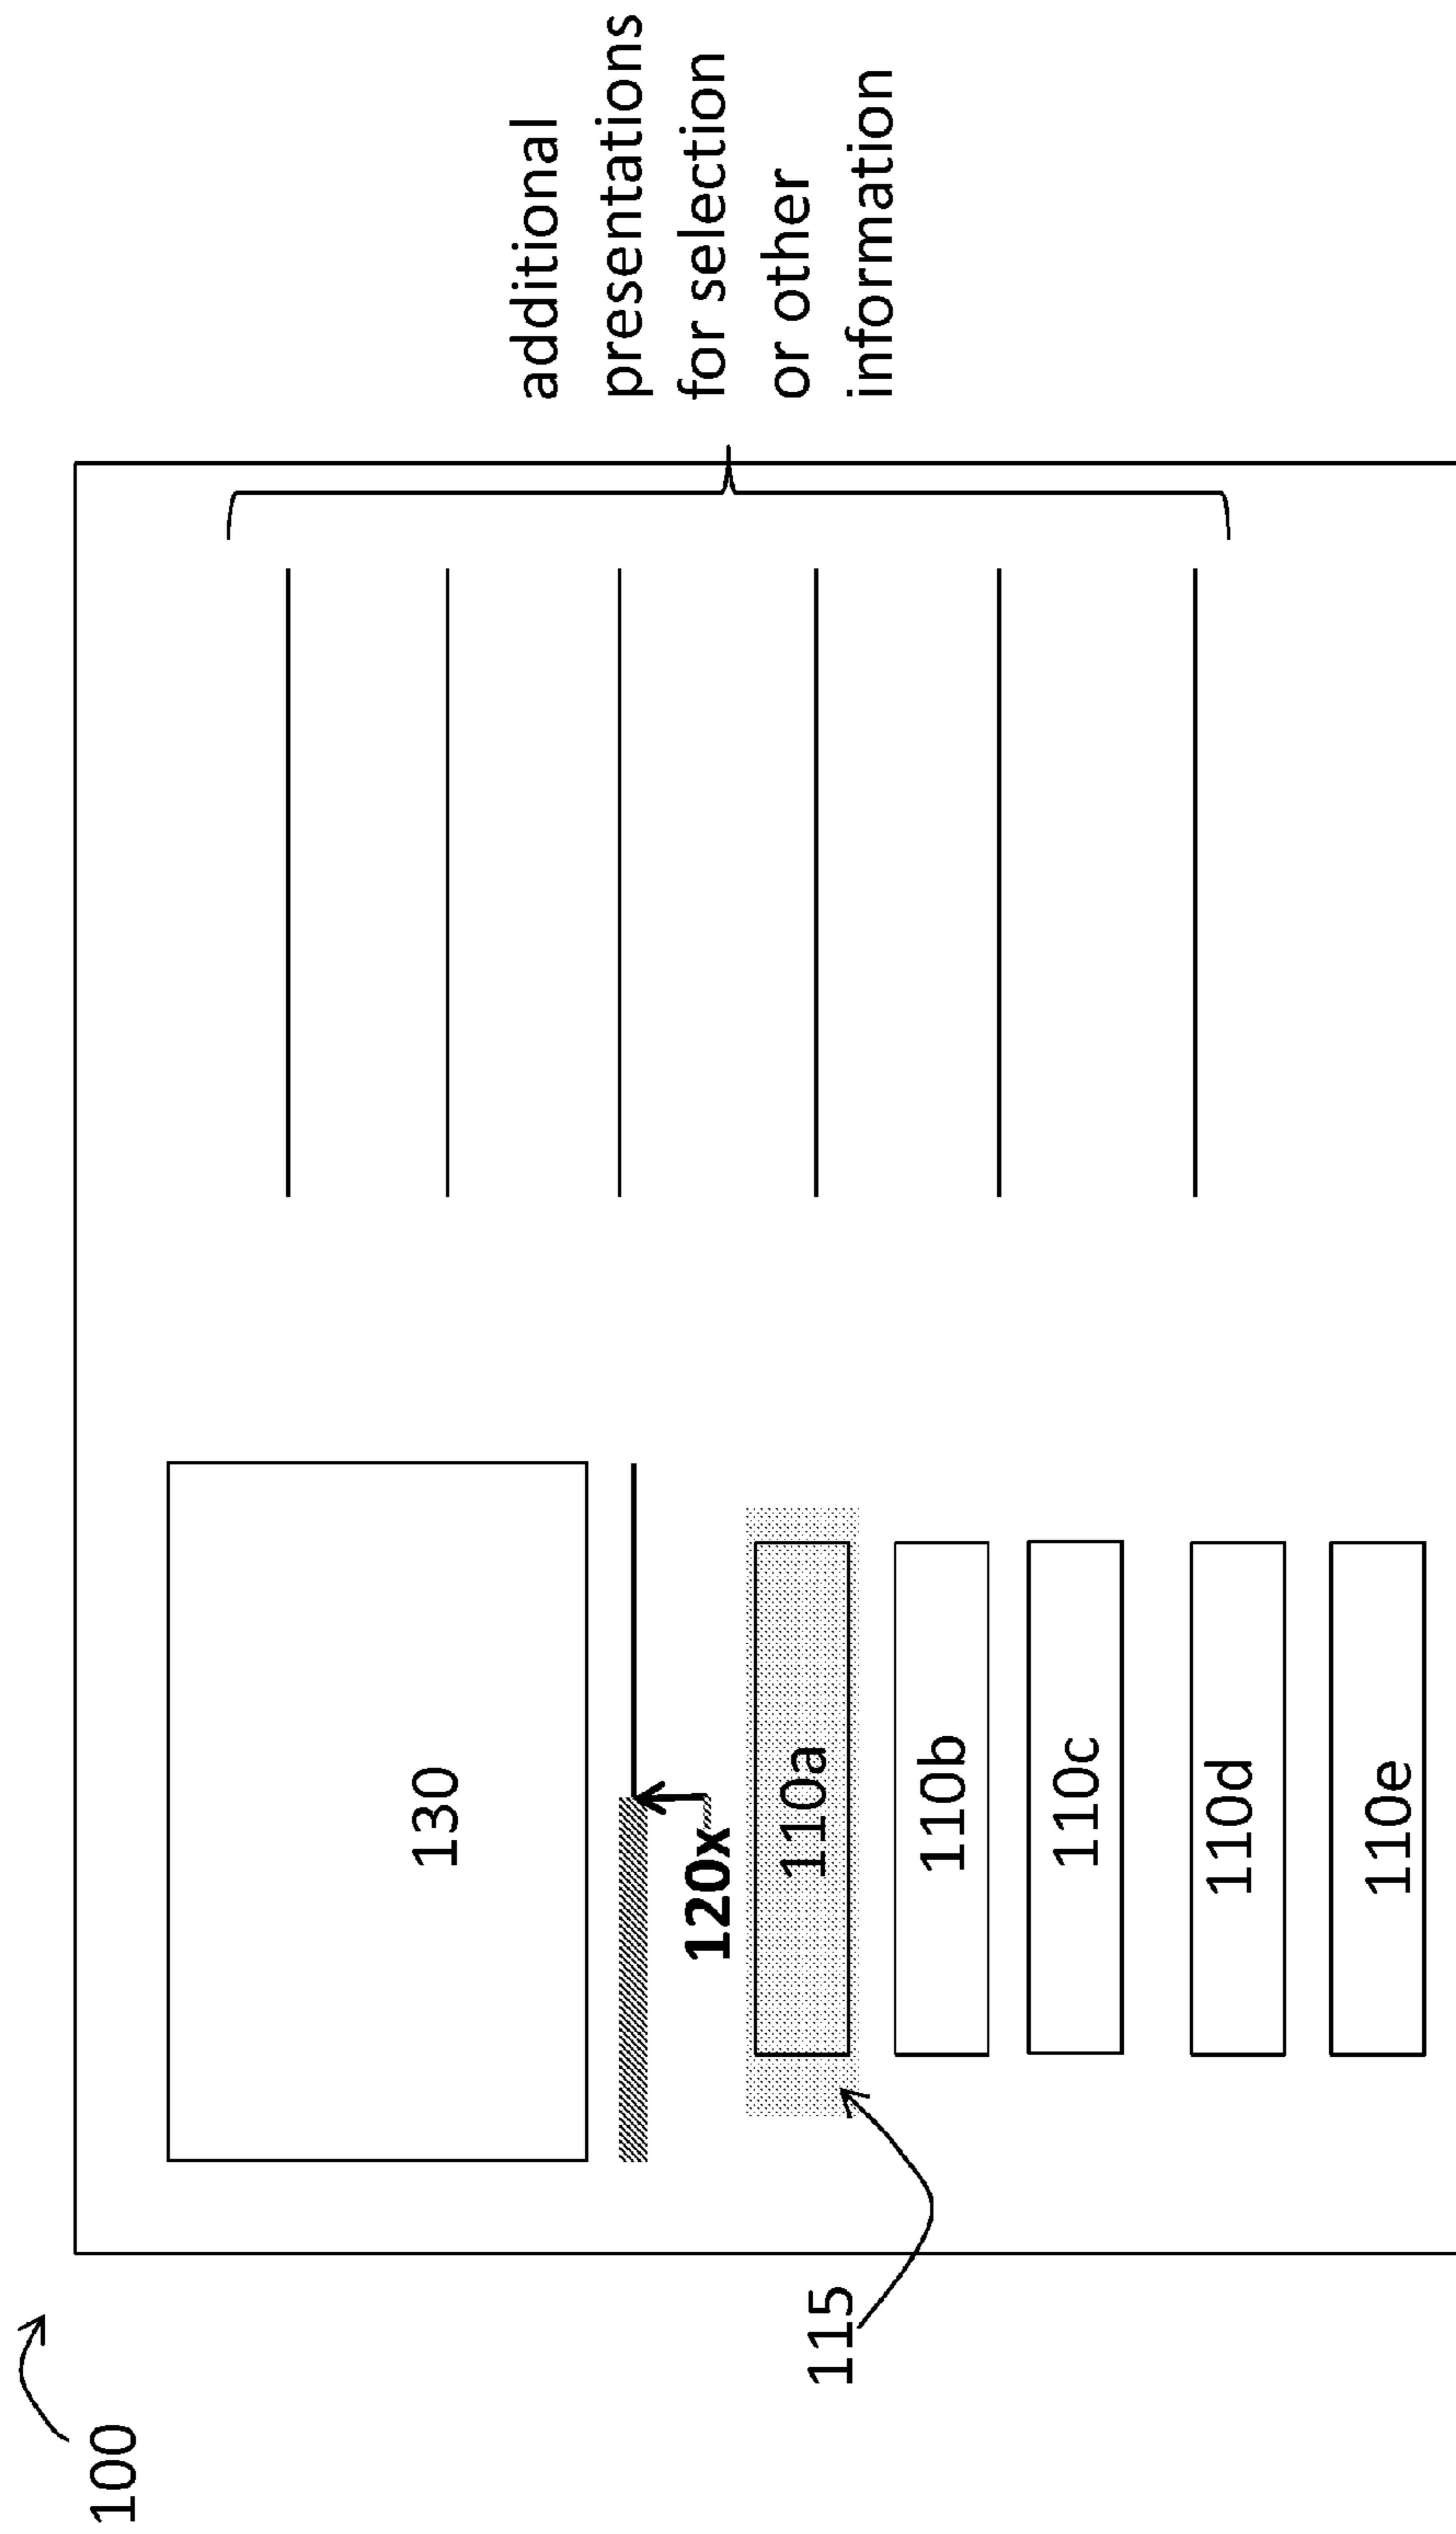 100
130
120x
115
110a
110b
110c
110d
110e
additional
presentations
for selection
or other
information